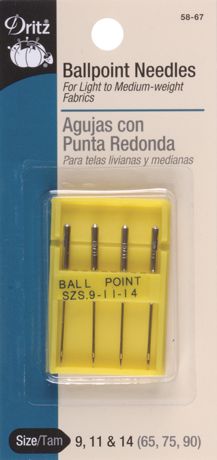 58-67
Dritz
Ballpoint Needles
For Light to Medium-weight
Fabrics
Agujas con
Punta Redonda
Para telas livianas y medianas
BALL POINT
SZS.9-11-14
Size/Tam 9, 11 & 14 (65, 75, 90)